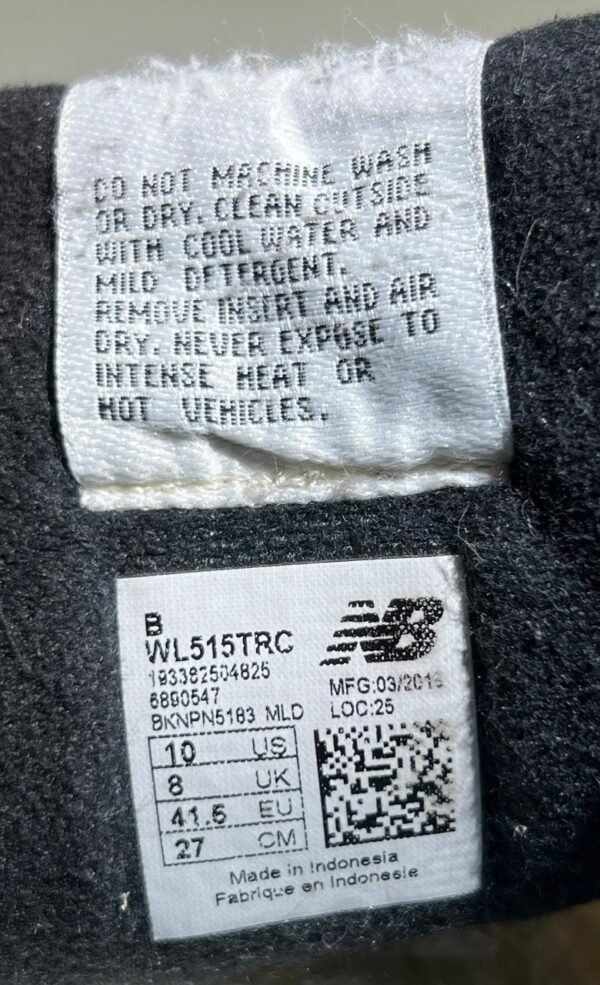 DO NOT MACHINE WASH
OR DRY. CLEAN OUTSIDE
WITH COOL WATER AND
MILD DETERGENT.
REMOVE INSERT AND AIR
DRY. NEVER EXPOSE TO
INTENSE HEAT OR
HOT VEHICLES.
B
WL515TRC
193382504825
6890547
BKNPN5183 MLD
NB
MFG:03/2019
LOC:25
10 US
8 UK
41.5 EU
27 CM
Made in Indonesia
Fabrique en Indonesie